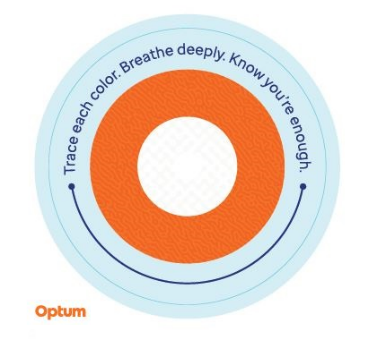 Trace each color. Breathe deeply. Know you're enough.
Optum